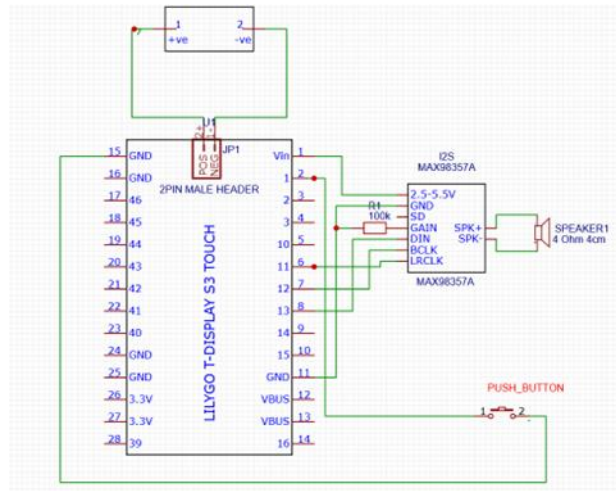 1 2
+ve -ve
U1
2+ 1-
POS NEG
JP1
2PIN MALE HEADER
LILYGO T-DISPLAY S3 TOUCH
15 GND
16 GND
17 46
18 45
19 44
20 43
21 42
22 41
23 40
24 GND
25 GND
26 3.3V
27 3.3V
28 39
Vin 1
1 2
2 3
3 4
10 5
11 6
12 7
13 8
14 9
15 10
GND 11
VBUS 12
VBUS 13
16 14
I2S
MAX98357A
2.5-5.5V
GND
SD
GAIN
DIN
BCLK
LRCLK
SPK+
SPK-
MAX98357A
R1
100k
SPEAKER1
4 Ohm 4cm
PUSH_BUTTON
1 2